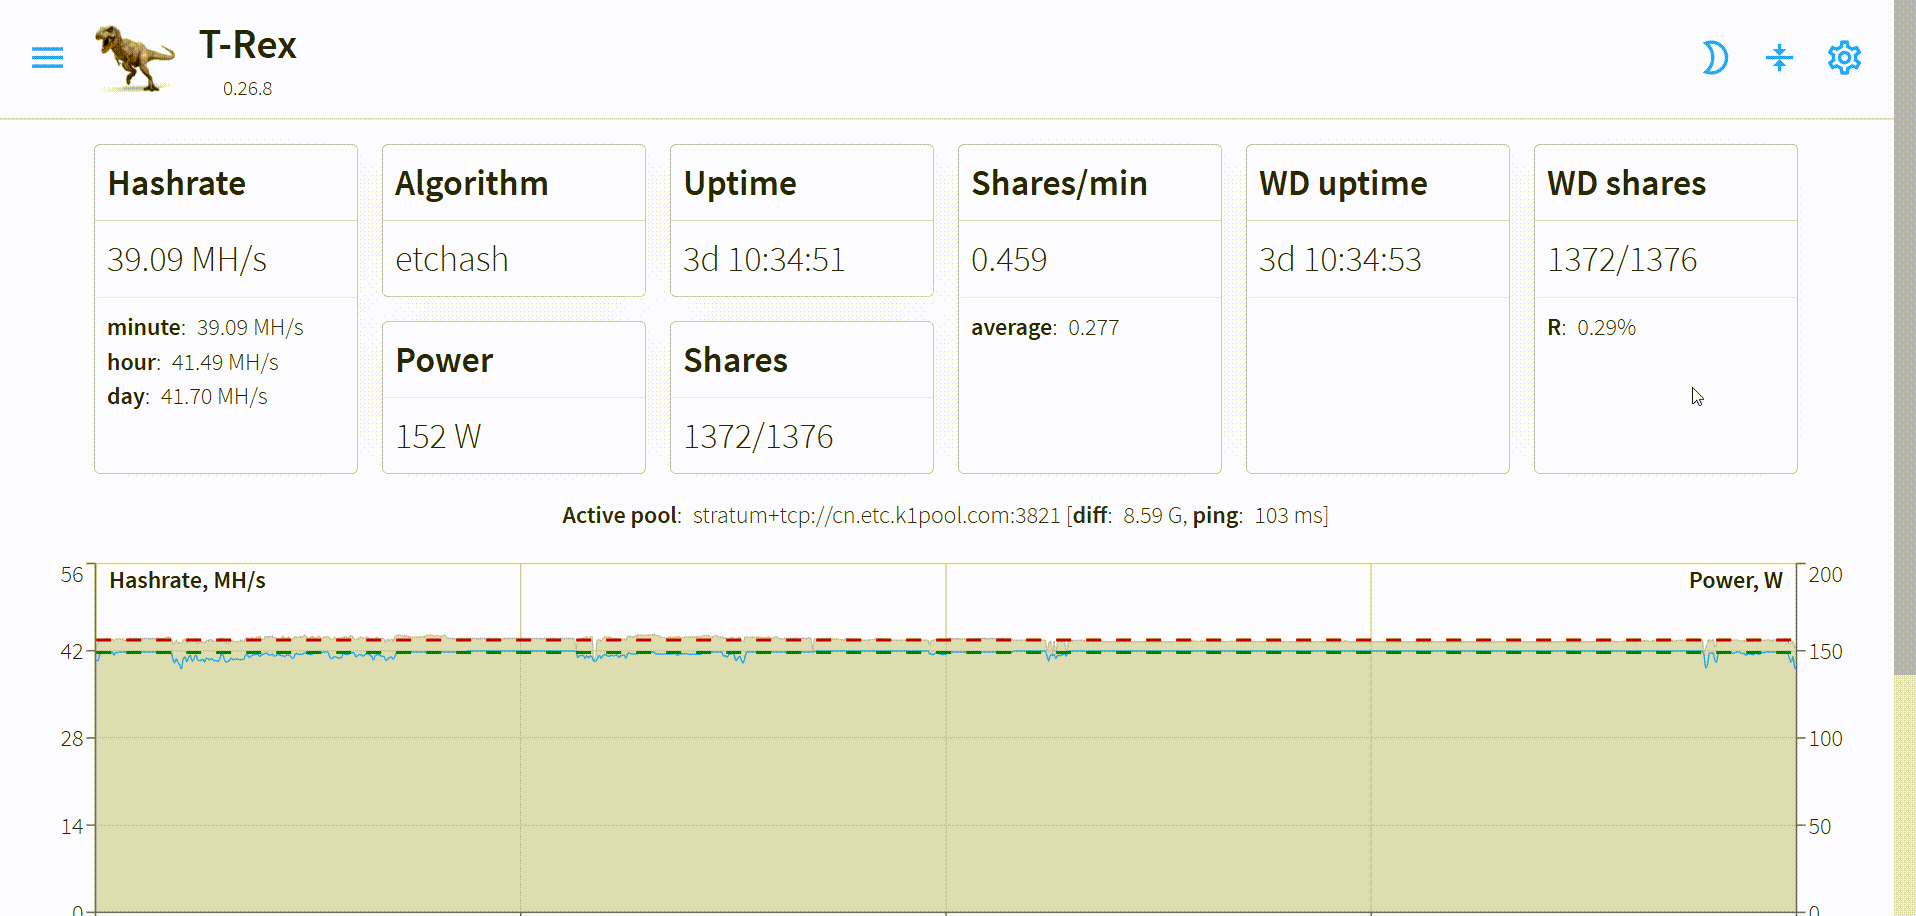 T-Rex
0.26.8
Hashrate
39.09 MH/s
minute: 39.09 MH/s
hour: 41.49 MH/s
day: 41.70 MH/s
Algorithm
etchash
Power
152 W
Uptime
3d 10:34:51
Shares
1372/1376
Shares/min
0.459
average: 0.277
WD uptime
3d 10:34:53
WD shares
1372/1376
R: 0.29%
Active pool: stratum+tcp://cn.etc.k1pool.com:3821 [diff: 8.59 G, ping: 103 ms]
Hashrate, MH/s
Power, W
56
200
42
150
28
100
14
50
0
0